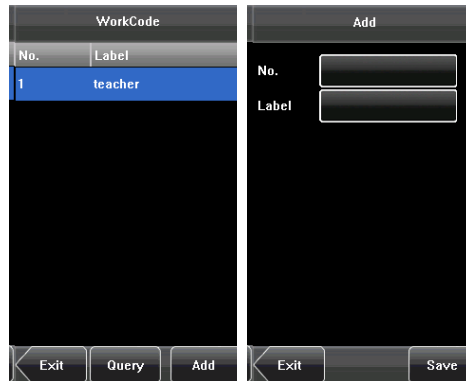 WorkCode
No. Label
1 teacher
Exit Query Add
Add
No.
Label
Exit Save